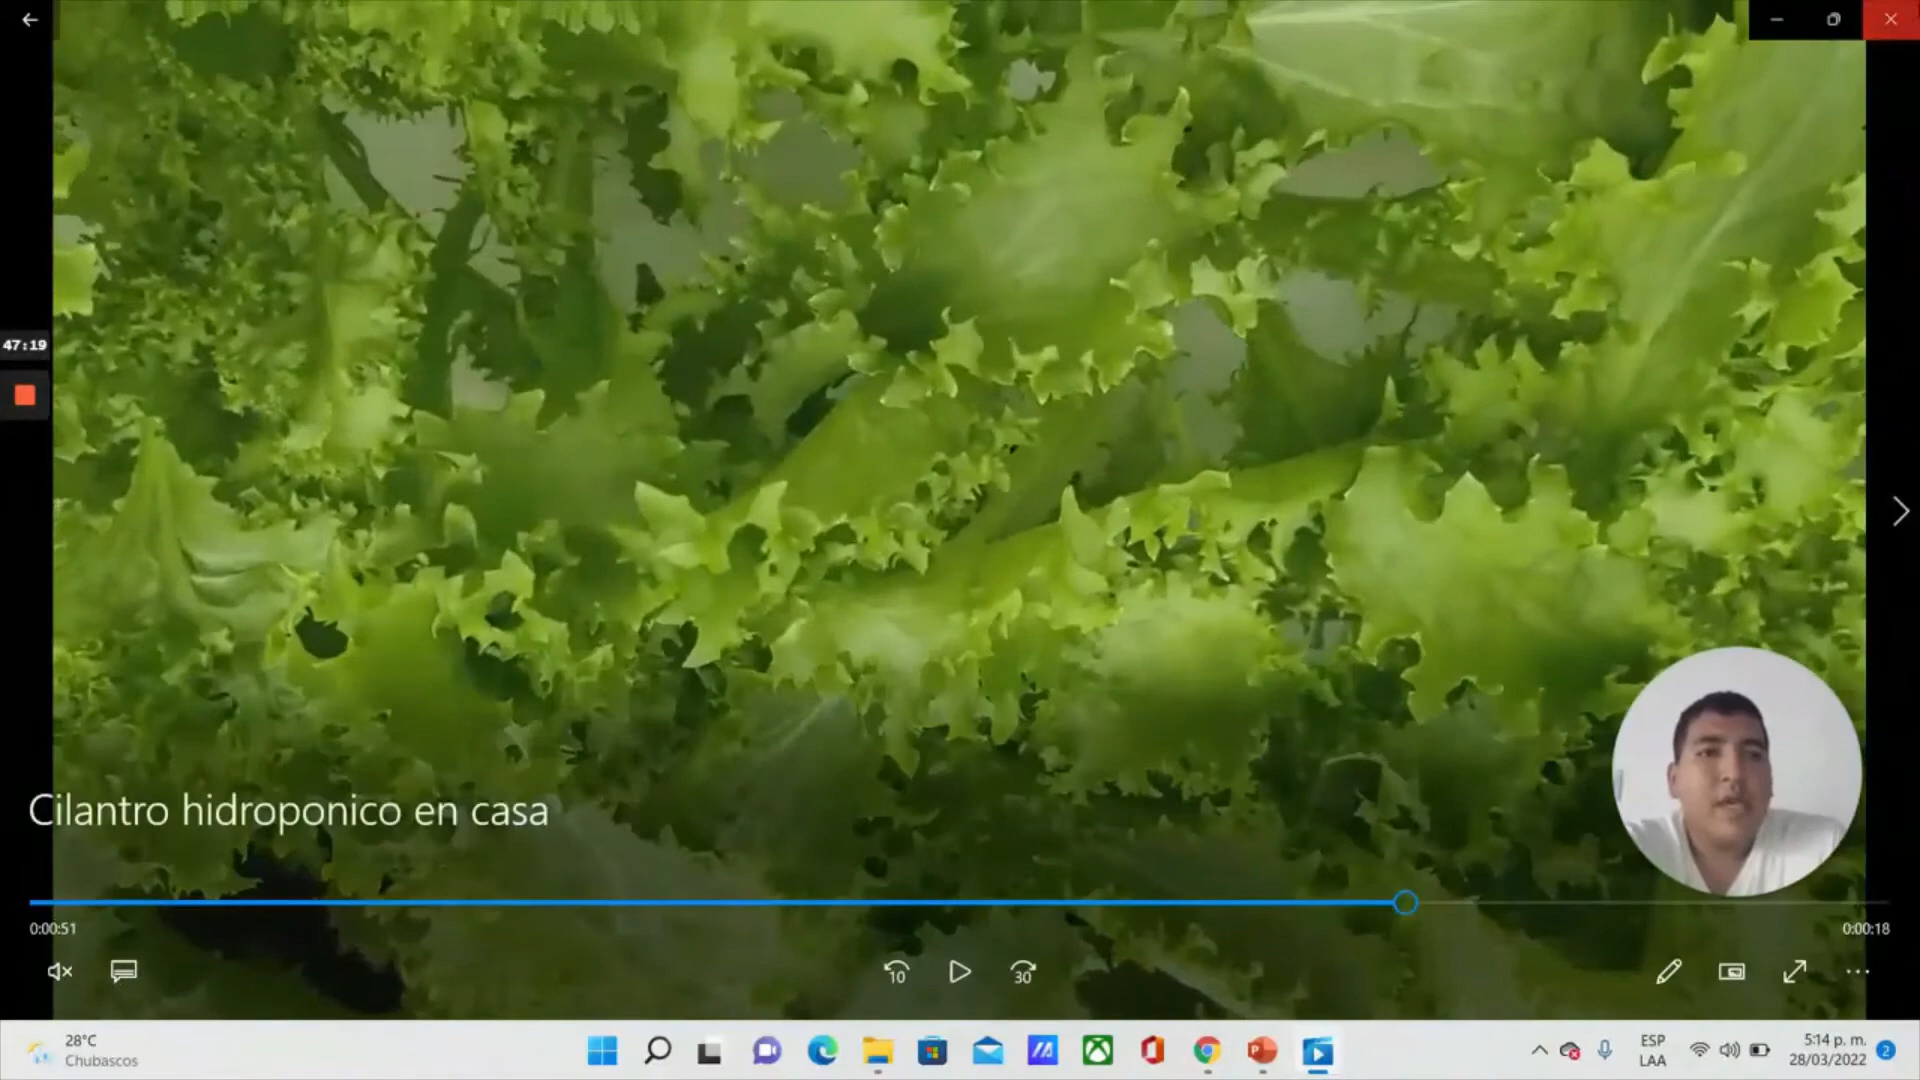 47:19
Cilantro hidroponico en casa
0:00:51
0:00:18
10
30
28°C
Chubascos
ESP
LAA
5:14 p. m.
28/03/2022
2